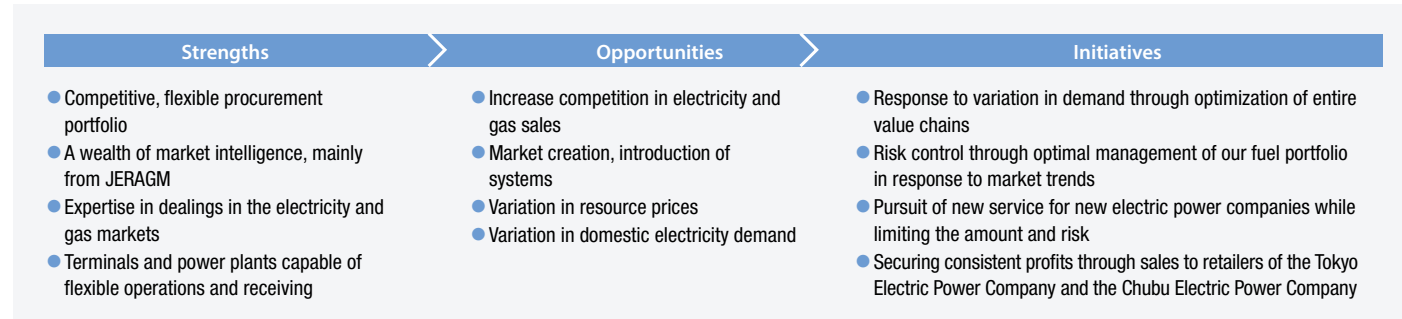 Strengths
Opportunities
Initiatives
● Competitive, flexible procurement
portfolio
● A wealth of market intelligence, mainly
from JERAGM
● Expertise in dealings in the electricity and
gas markets
● Terminals and power plants capable of
flexible operations and receiving
● Increase competition in electricity and
gas sales
● Market creation, introduction of
systems
● Variation in resource prices
● Variation in domestic electricity demand
● Response to variation in demand through optimization of entire
value chains
● Risk control through optimal management of our fuel portfolio
in response to market trends
● Pursuit of new service for new electric power companies while
limiting the amount and risk
● Securing consistent profits through sales to retailers of the Tokyo
Electric Power Company and the Chubu Electric Power Company